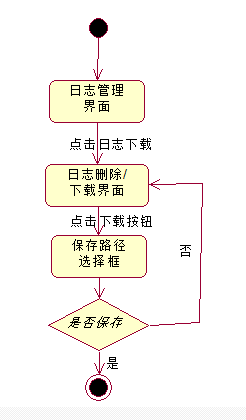 日志管理
界面
点击日志下载
日志删除/
下载界面
点击下载按钮
保存路径
选择框
否
是否保存
是